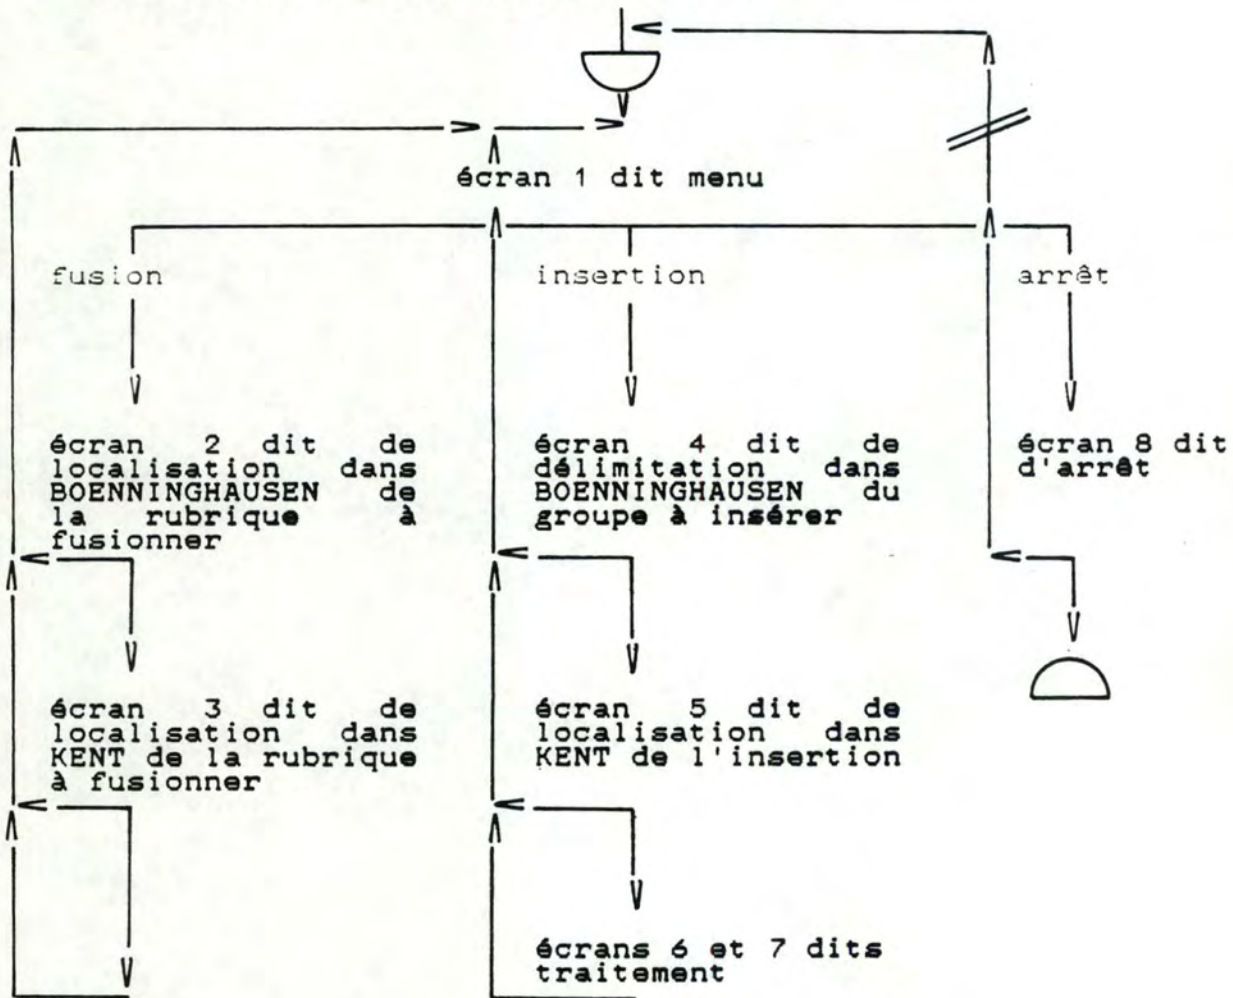 écran 1 dit menu
fusion
insertion
arrêt
écran 2 dit de
localisation dans
BOENNINGHAUSEN de
la rubrique à
fusionner
écran 4 dit de
délimitation dans
BOENNINGHAUSEN du
groupe à insérer
écran 8 dit
d'arrêt
écran 3 dit de
localisation dans
KENT de la rubrique
à fusionner
écran 5 dit de
localisation dans
KENT de l'insertion
écrans 6 et 7 dits
traitement